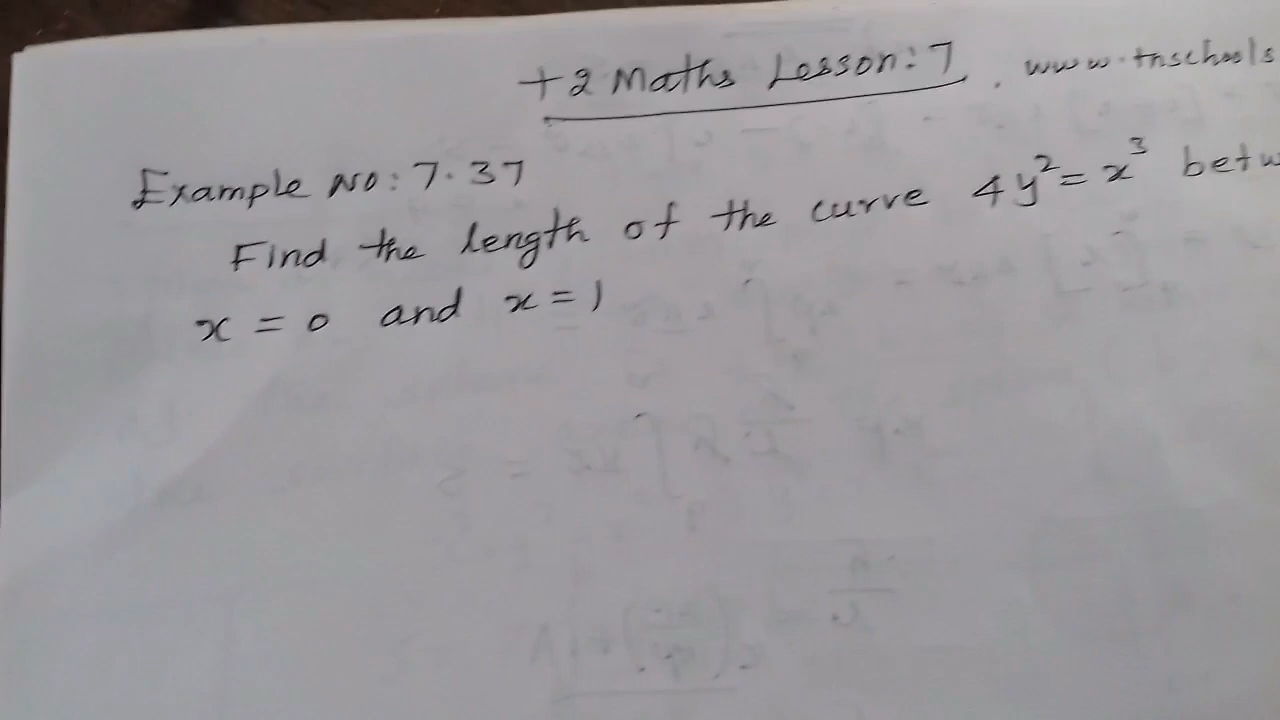 +2 Maths Lesson: 7 . www.tnschools
Example No: 7.37
Find the length of the curve 4y² = x³ betw
x = 0 and x = 1